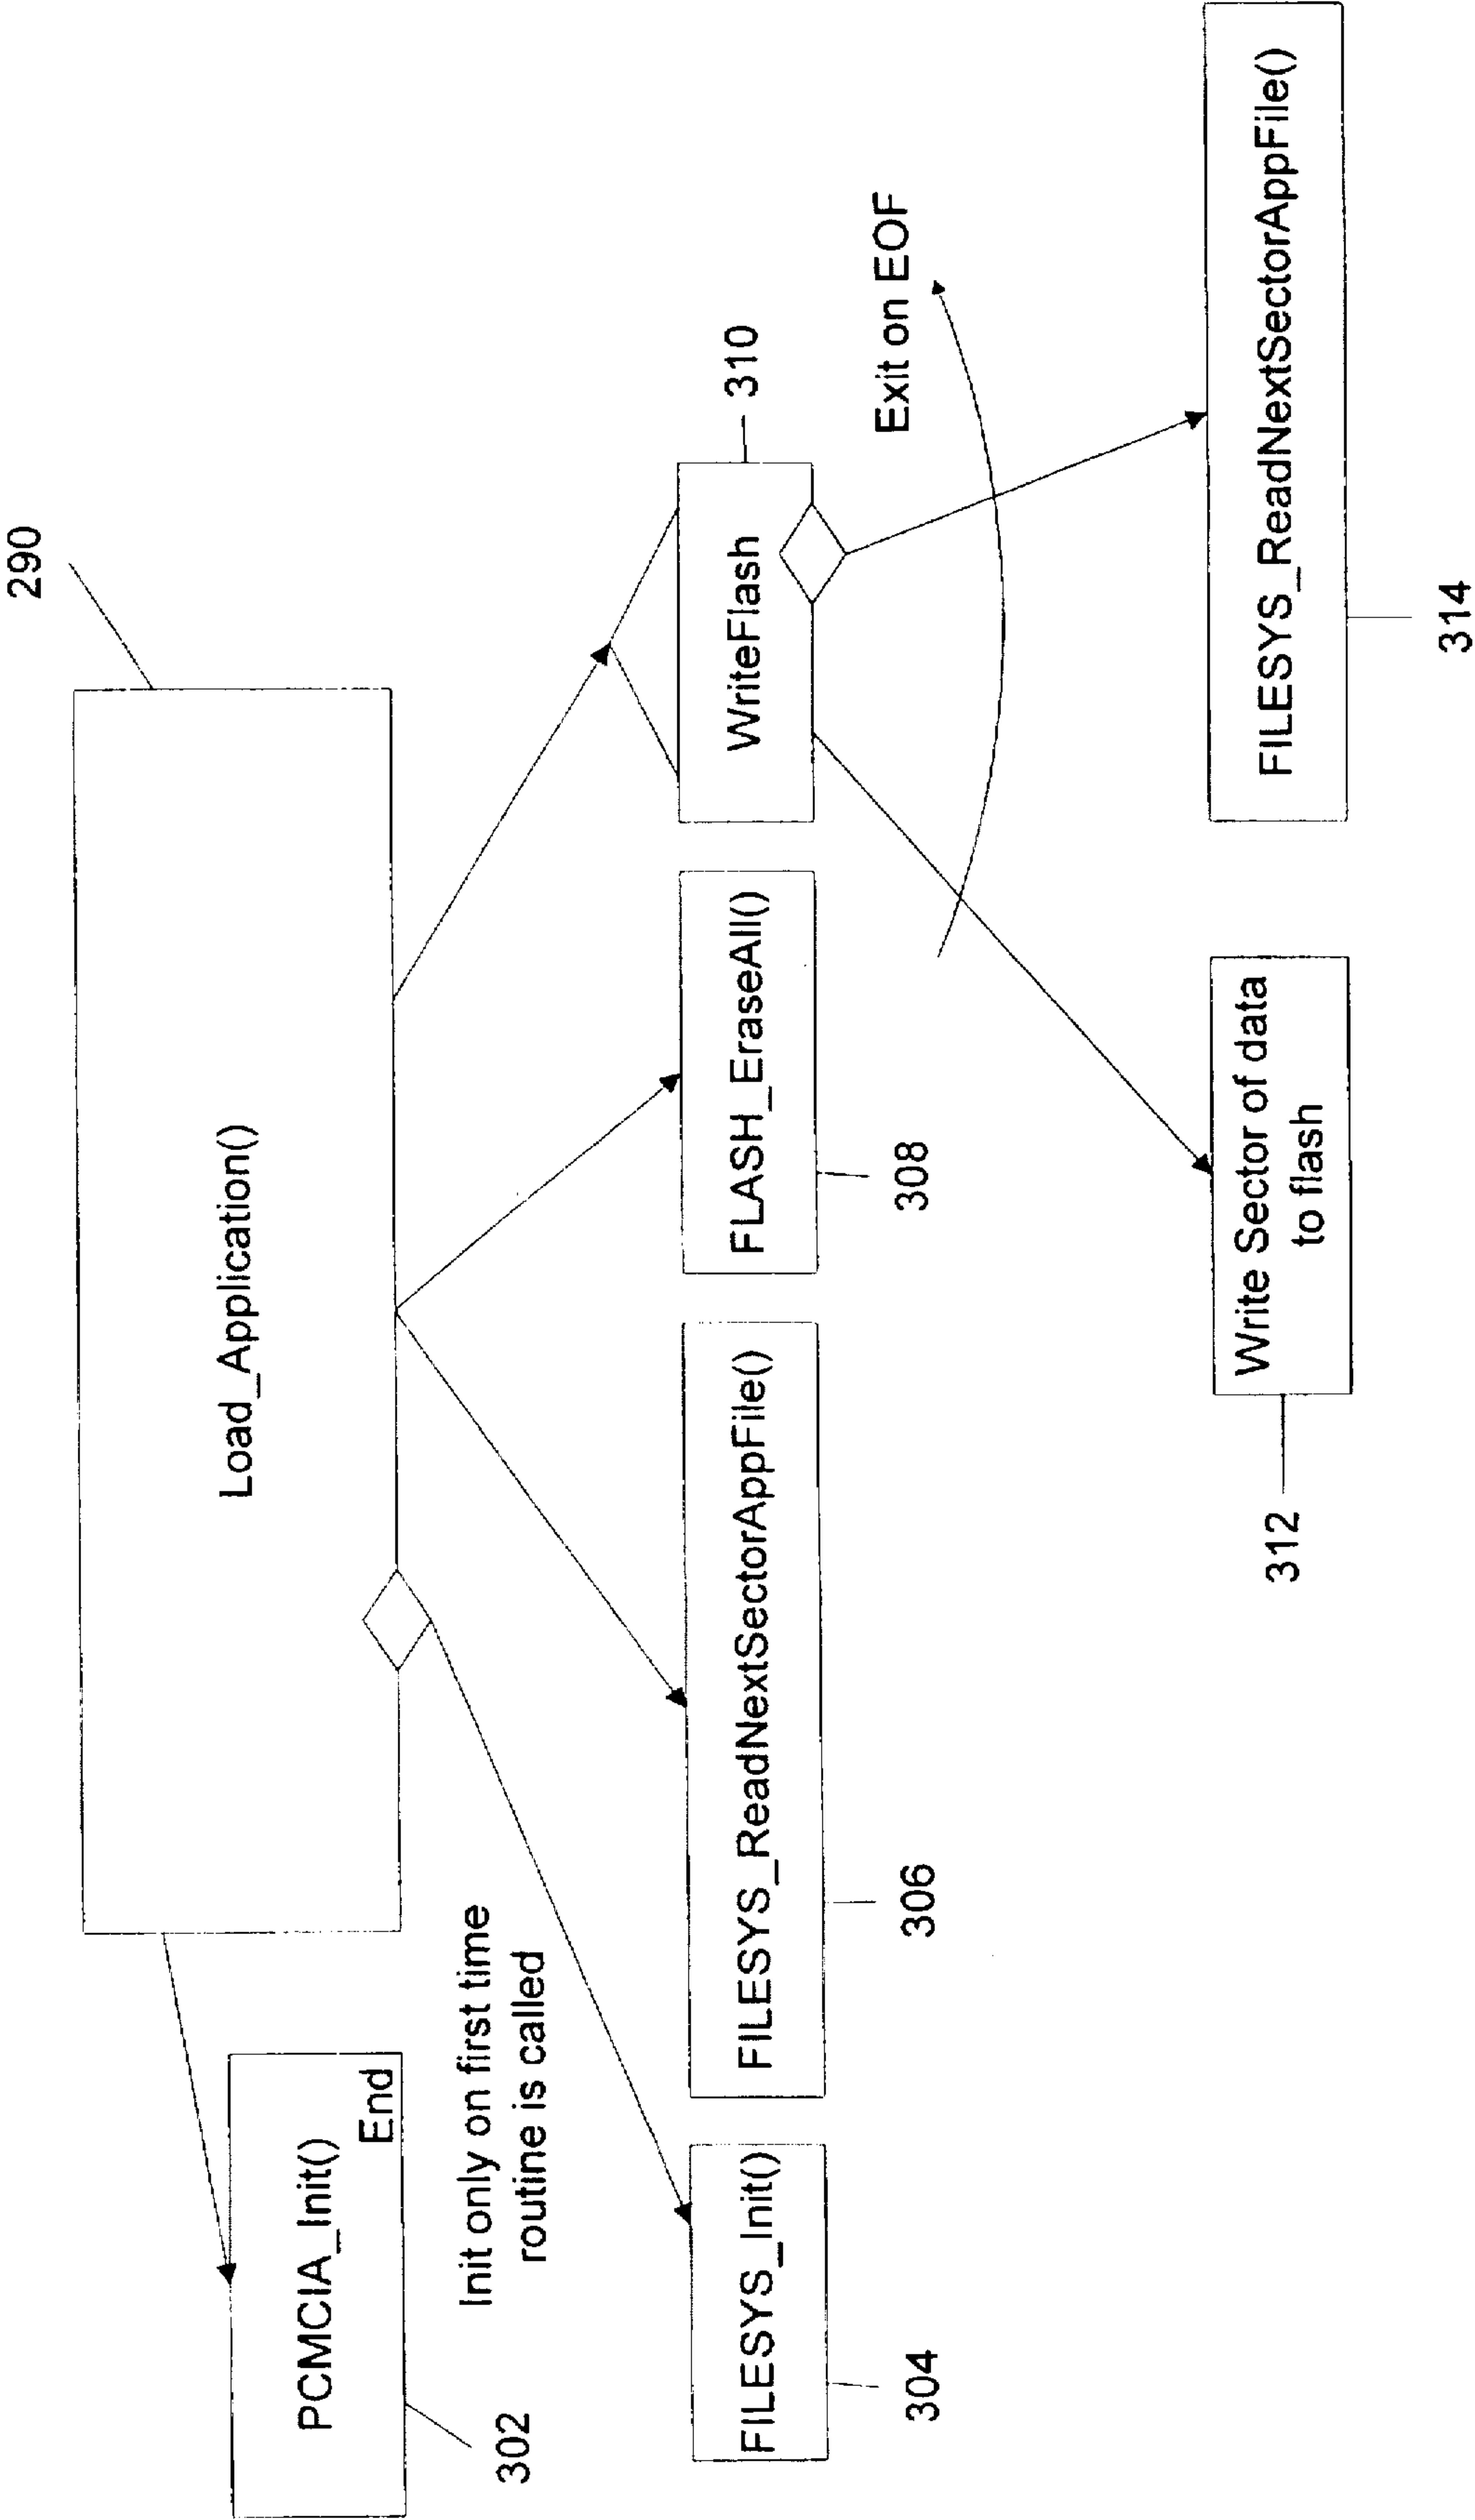 290
Load_Application()
PCMCIA_Init()
End
302
Init only on first time
routine is called
FILESYS_Init()
304
FILESYS_ReadNextSectorAppFile()
306
FLASH_EraseAll()
308
WriteFlash
310
Exit on EOF
Write Sector of data
to flash
312
FILESYS_ReadNextSectorAppFile()
314